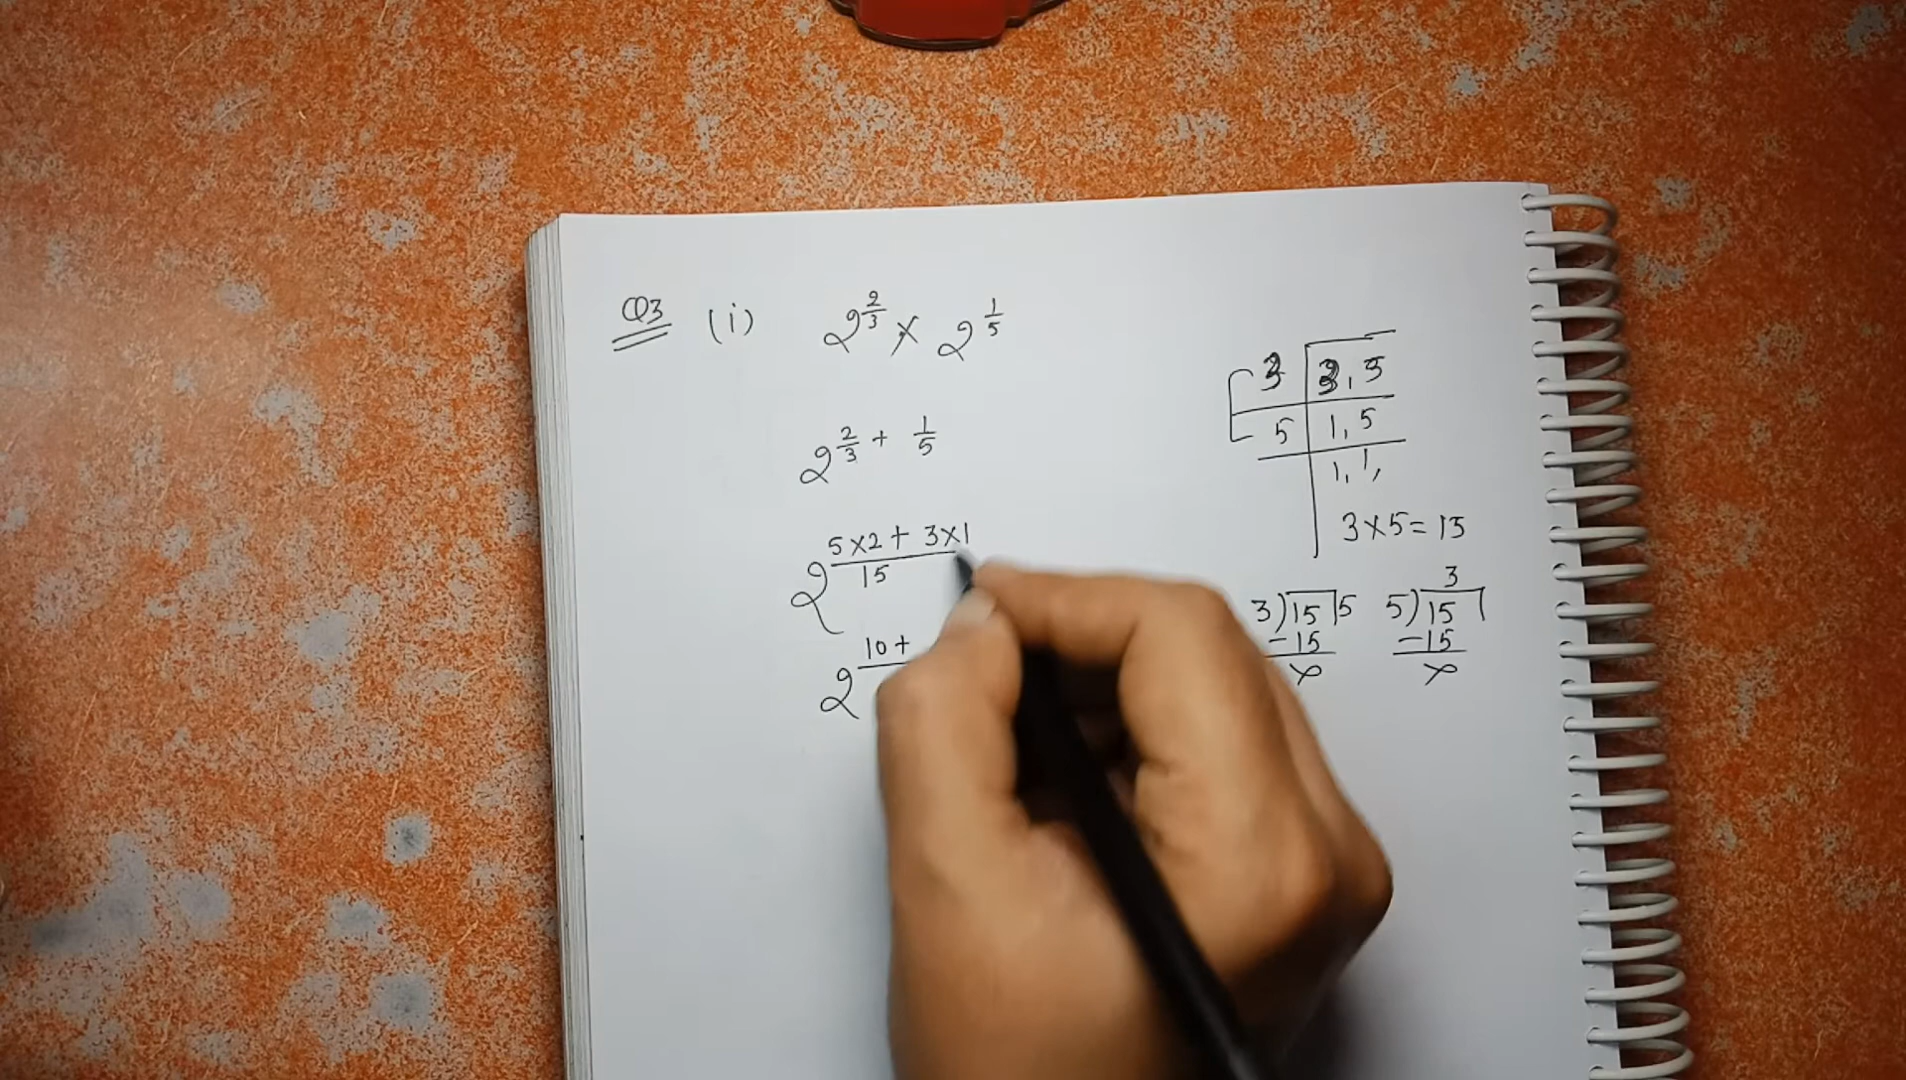 Q3 (i) 2^{2/3} × 2^{1/5}
2^{2/3 + 1/5}
2^{(5×2 + 3×1)/15}
2^{10+
3 | 3, 5
5 | 1, 5
1, 1,
3×5=15
3)15(5
-15
×
3
5)15
-15
×